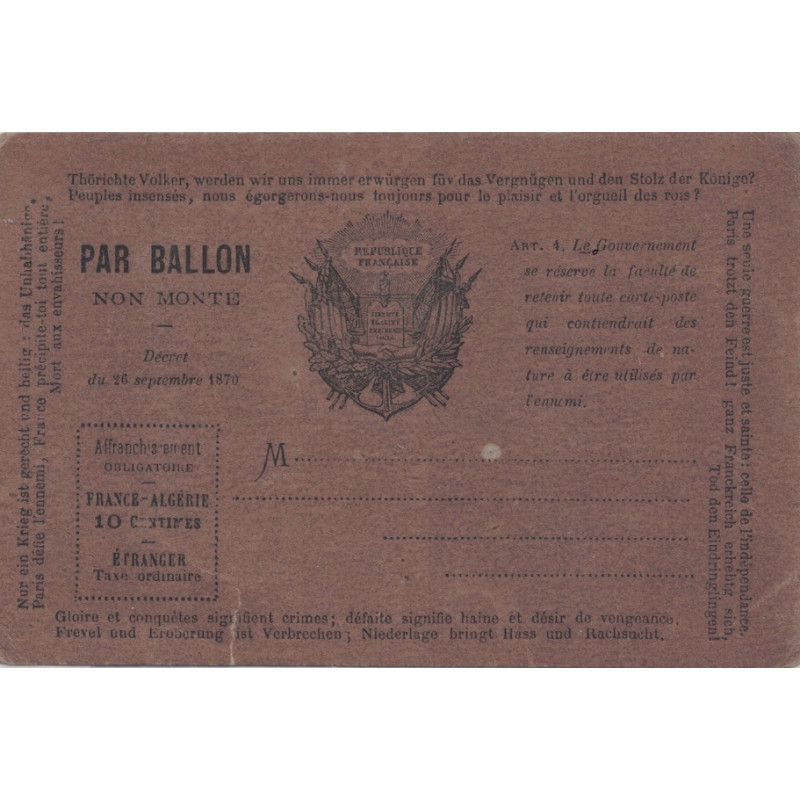 Thörichte Volker, werden wir uns immer erwürgen für das Vergnügen und den Stolz der Könige?
Peuples insensés, nous égorgerons-nous toujours pour le plaisir et l'orgueil des rois?
PAR BALLON
NON MONTÉ
Décret
du 26 septembre 1870
REPUBLIQUE
FRANÇAISE
ART. 4. Le Gouvernement
se réserve la faculté de
retenir toute carte-poste
qui contiendrait des
renseignements de na-
ture à être utilisés par
l'ennemi.
Affranchissement
OBLIGATOIRE
FRANCE-ALGÉRIE
10 CENTIMES
ÉTRANGER
Taxe ordinaire
M
Gloire et conquêtes signifient crimes; défaite signifie haine et désir de vengeance.
Frevel und Eroberung ist Verbrechen; Niederlage bringt Hass und Rachsucht.
Nur ein Krieg ist gerecht und heilig: das
Paris défie l'ennemi, France précipite-toi tout entière,
Mort aux envahisseurs!
Une seule guerre est juste et sainte: celle de l'indépendance.
Paris trotzt den Feind! ganz Franckreich erhebig sich,
Tod den Eindringlingen!